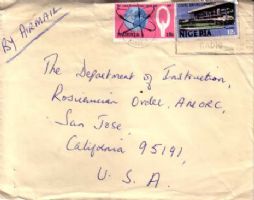 BY AIRMAIL
NIGERIA
The Department of Instruction,
Rosicrucian Order, AMORC,
San Jose,
California 95191,
U. S. A.